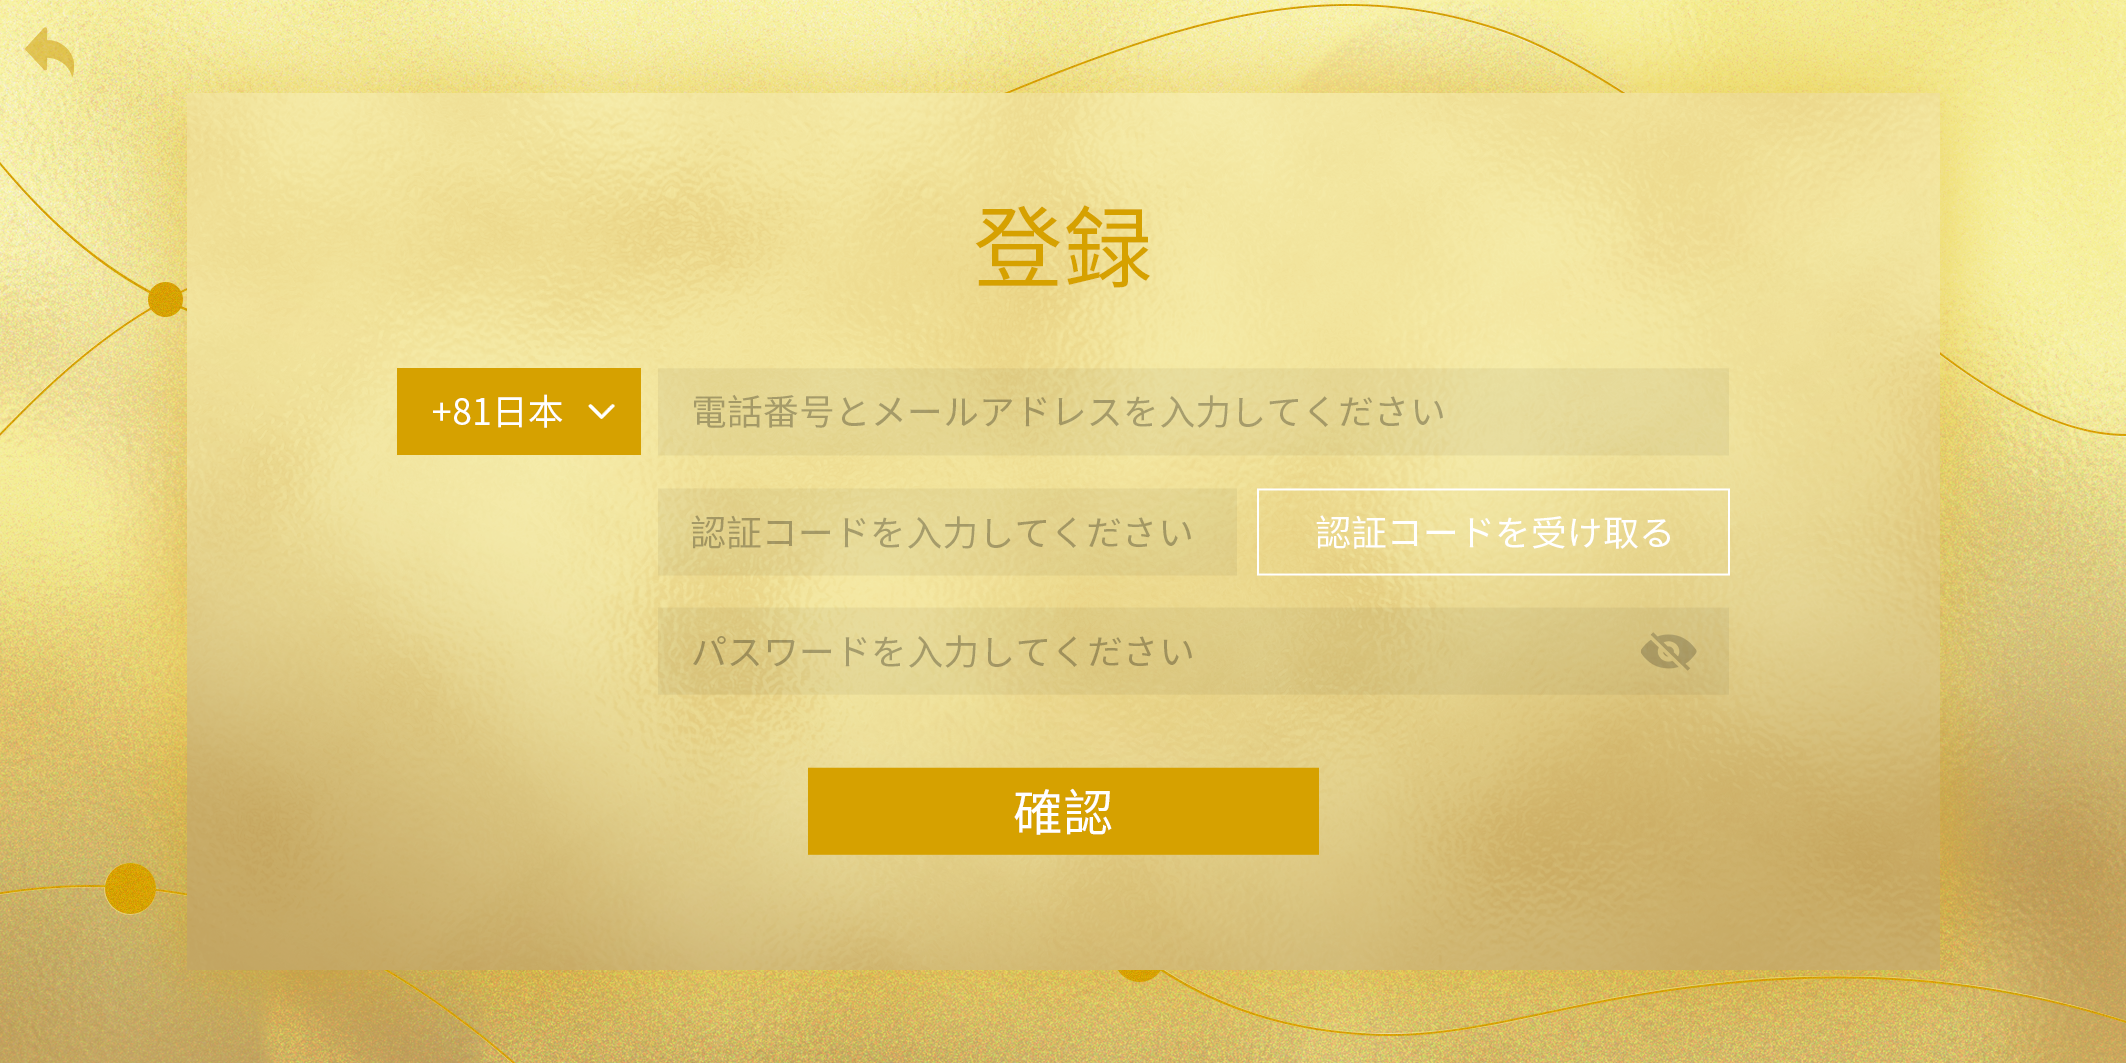 登録
+81日本
電話番号とメールアドレスを入力してください
認証コードを入力してください
認証コードを受け取る
パスワードを入力してください
確認